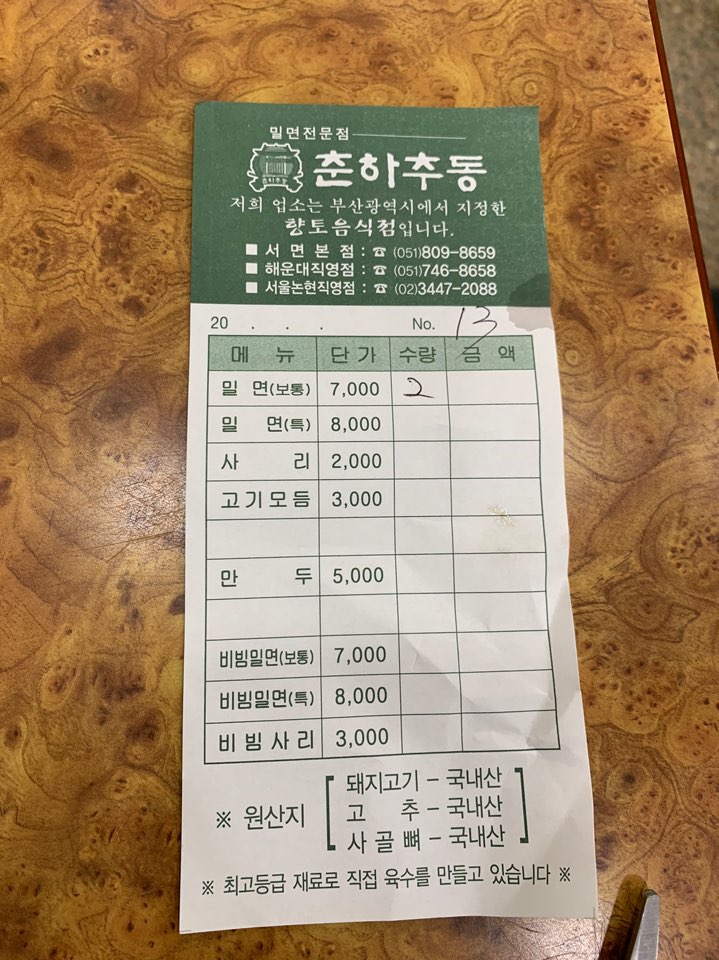 밀면전문점
춘하추동
저희 업소는 부산광역시에서 지정한
향토음식점입니다.
■ 서면본점 : ☎ (051)809-8659
■ 해운대직영점 : ☎ (051)746-8658
■ 서울논현직영점 : ☎ (02)3447-2088
20 . . . No. 13
메 뉴 단 가 수량 금 액
밀 면(보통) 7,000 2
밀 면(특) 8,000
사 리 2,000
고기모듬 3,000
만 두 5,000
비빔밀면(보통) 7,000
비빔밀면(특) 8,000
비빔사리 3,000
※ 원산지 [ 돼지고기 - 국내산
고 추 - 국내산
사골뼈 - 국내산 ]
※ 최고등급 재료로 직접 육수를 만들고 있습니다 ※